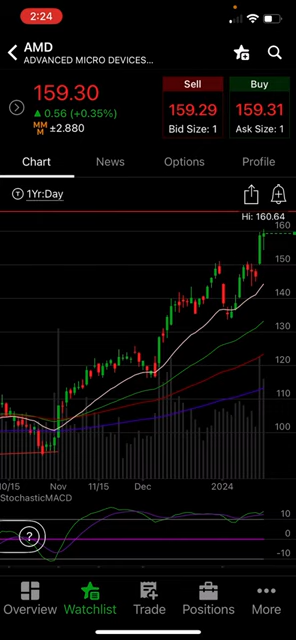 2:24
AMD
ADVANCED MICRO DEVICES...
159.30
0.56 (+0.35%)
MM
M
±2.880
Sell
159.29
Bid Size: 1
Buy
159.31
Ask Size: 1
Chart
News
Options
Profile
T
1Yr:Day
Hi: 160.64
160
150
140
130
120
110
100
10/15
Nov
11/15
Dec
2024
StochasticMACD
10
0
-10
?
Overview
Watchlist
Trade
Positions
More